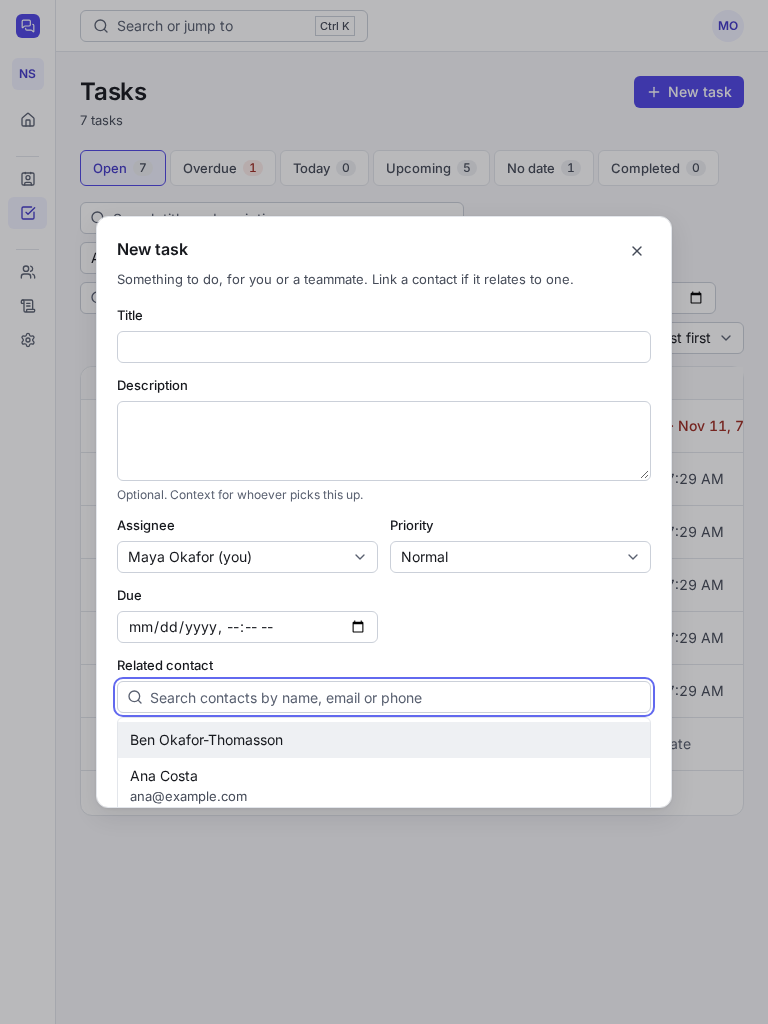 Search or jump to Ctrl K MO
NS
Tasks
New task
7 tasks
Open 7 Overdue 1 Today 0 Upcoming 5 No date 1 Completed 0
New task
Something to do, for you or a teammate. Link a contact if it relates to one.
Title
Description
Optional. Context for whoever picks this up.
Assignee Priority
Maya Okafor (you) Normal
Due
mm/dd/yyyy, --:-- --
Related contact
Search contacts by name, email or phone
Ben Okafor-Thomasson
Ana Costa
ana@example.com
first
Nov 11, 7
7:29 AM
7:29 AM
7:29 AM
7:29 AM
7:29 AM